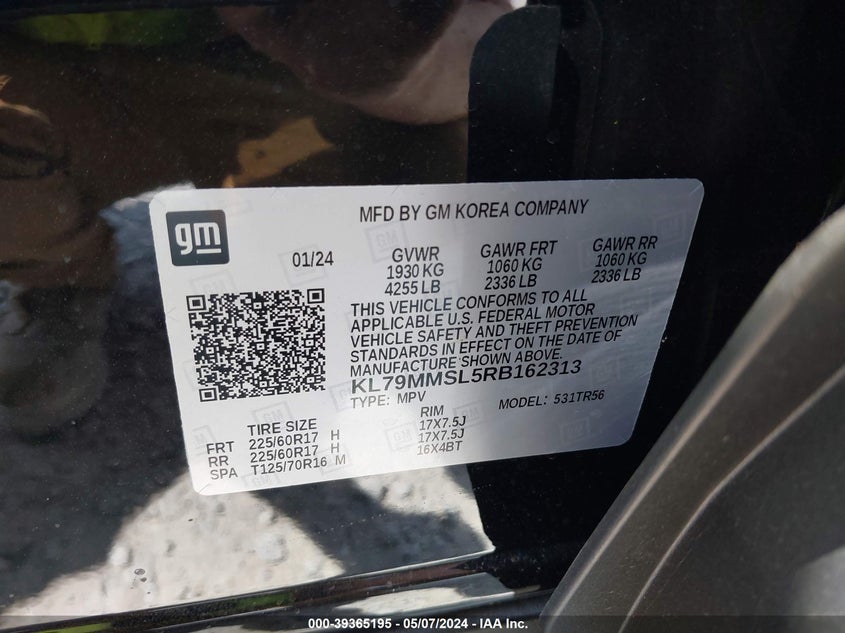 gm
MFD BY GM KOREA COMPANY
01/24
GVWR
1930 KG
4255 LB
GAWR FRT
1060 KG
2336 LB
GAWR RR
1060 KG
2336 LB
THIS VEHICLE CONFORMS TO ALL
APPLICABLE U.S. FEDERAL MOTOR
VEHICLE SAFETY AND THEFT PREVENTION
STANDARDS IN EFFECT ON THE DATE OF
MANUFACTURE SHOWN ABOVE.
KL79MMSL5RB162313
TYPE: MPV MODEL: 531TR56
TIRE SIZE RIM
FRT 225/60R17 H 17X7.5J
RR 225/60R17 H 17X7.5J
SPA T125/70R16 M 16X4BT
000-39365195 - 05/07/2024 - IAA Inc.